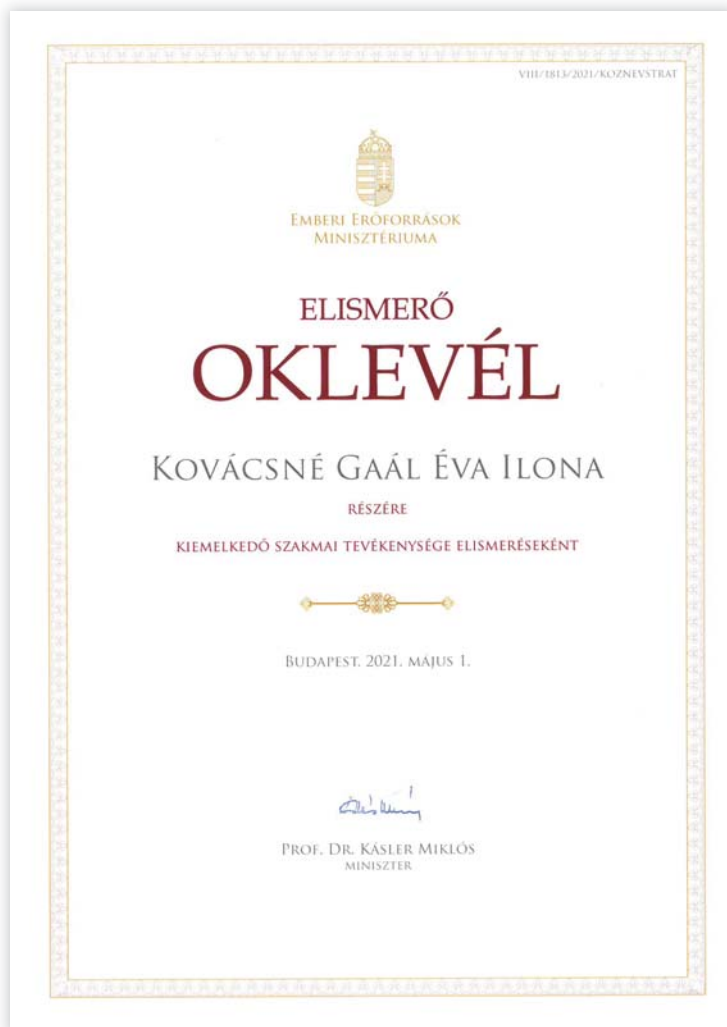 VIII/1813/2021/KOZNEVSTRAT
EMBERI ERŐFORRÁSOK
MINISZTÉRIUMA
ELISMERŐ
OKLEVÉL
KOVÁCSNÉ GAÁL ÉVA ILONA
RÉSZÉRE
KIEMELKEDŐ SZAKMAI TEVÉKENYSÉGE ELISMERÉSEKÉNT
BUDAPEST, 2021. MÁJUS 1.
PROF. DR. KÁSLER MIKLÓS
MINISZTER